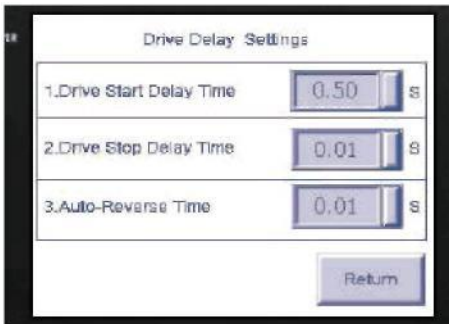 Drive Delay Settings
1.Drive Start Delay Time 0.50 S
2.Drive Stop Delay Time 0.01 S
3.Auto-Reverse Time 0.01 S
Return